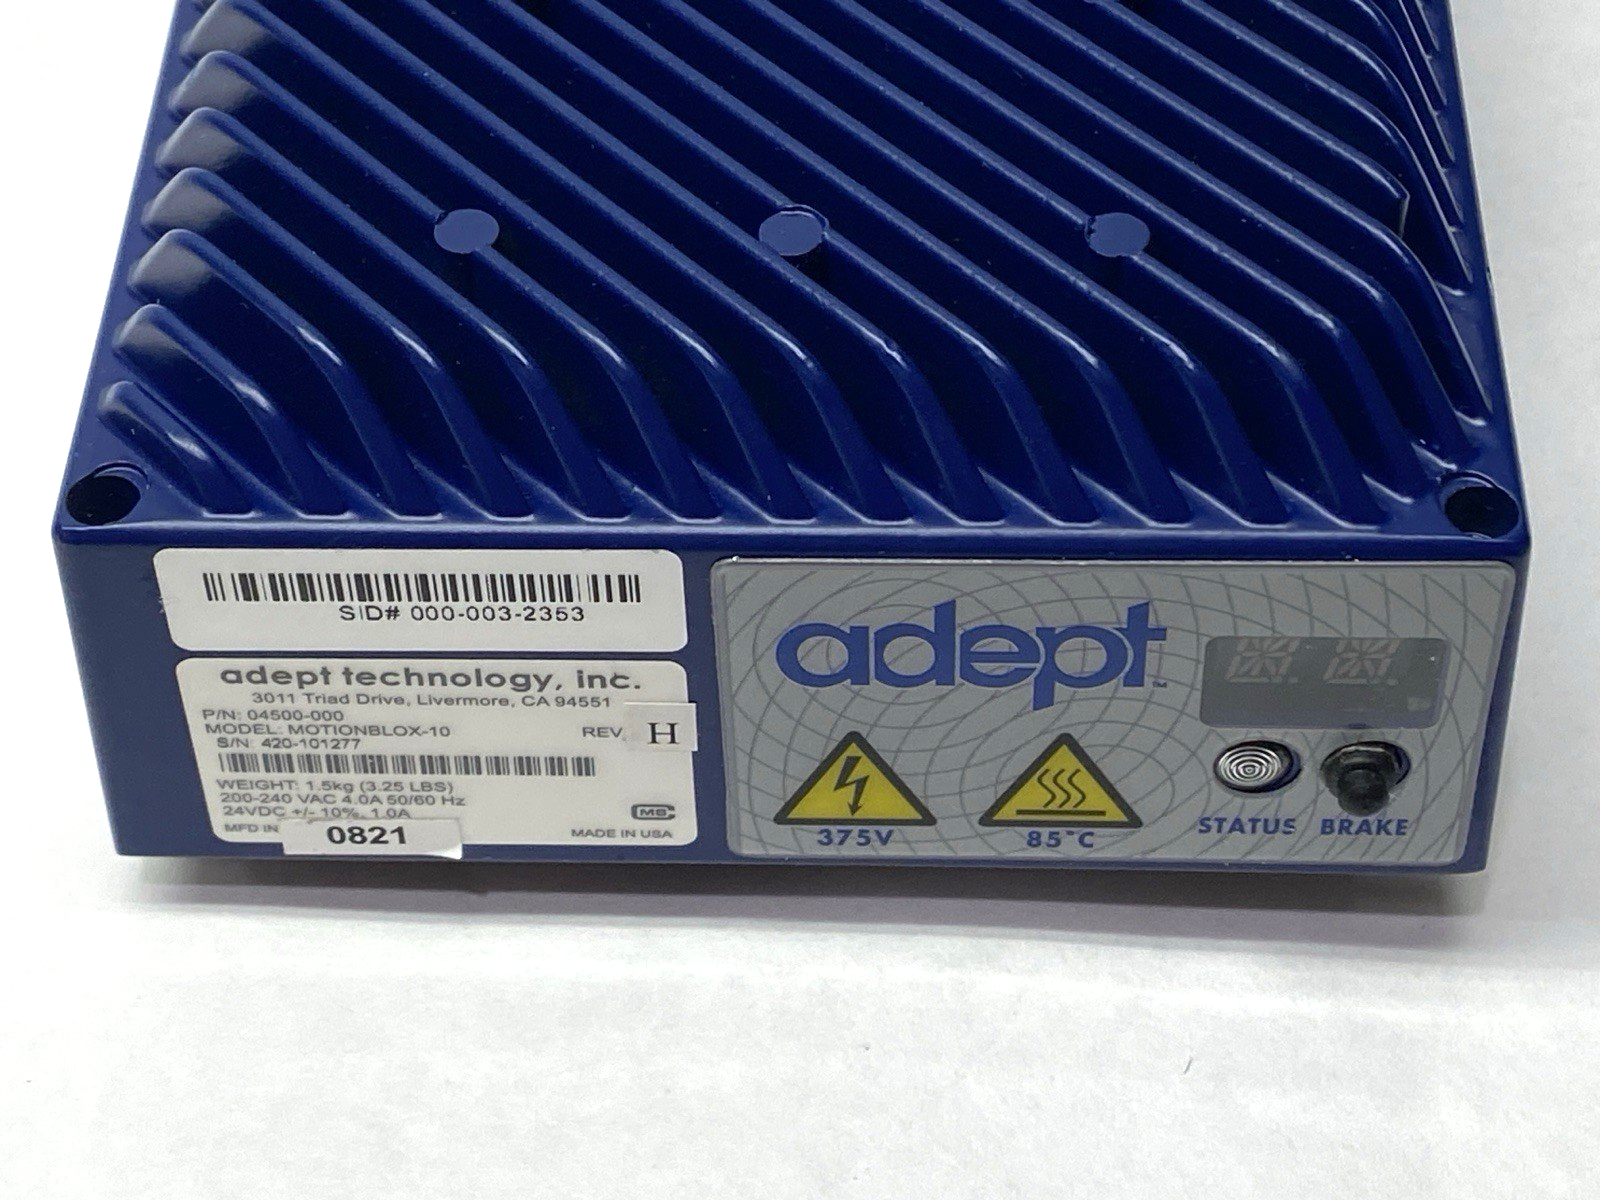 SID# 000-003-2353
adept technology, inc.
3011 Triad Drive, Livermore, CA 94551
P/N: 04500-000
MODEL: MOTIONBLOX-10 REV. H
S/N: 420-101277
WEIGHT: 1.5kg (3.25 LBS)
200-240 VAC 4.0A 50/60 Hz
24VDC +/- 10%, 1.0A
MFD IN 0821 MADE IN USA
adept™
375V
85°C
STATUS BRAKE